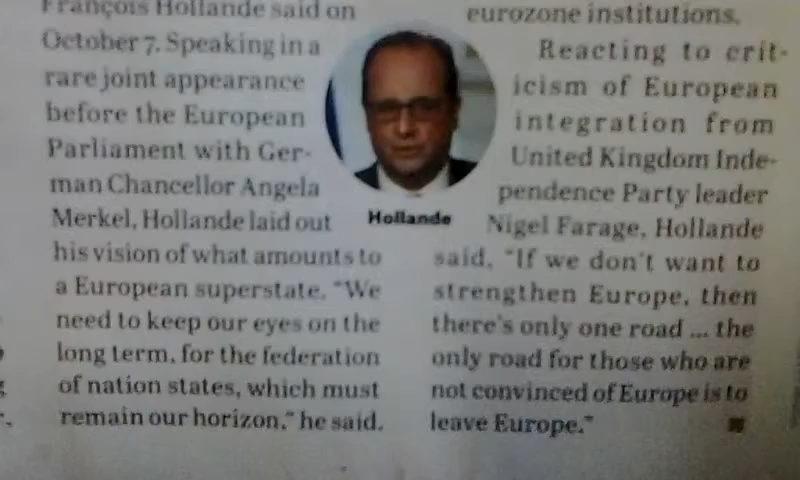 François Hollande said on
October 7. Speaking in a
rare joint appearance
before the European
Parliament with Ger-
man Chancellor Angela
Merkel, Hollande laid out
his vision of what amounts to
a European superstate. "We
need to keep our eyes on the
long term, for the federation
of nation states, which must
remain our horizon," he said.
Hollande
eurozone institutions.
Reacting to crit-
icism of European
integration from
United Kingdom Inde-
pendence Party leader
Nigel Farage, Hollande
said, "If we don't want to
strengthen Europe, then
there's only one road ... the
only road for those who are
not convinced of Europe is to
leave Europe."